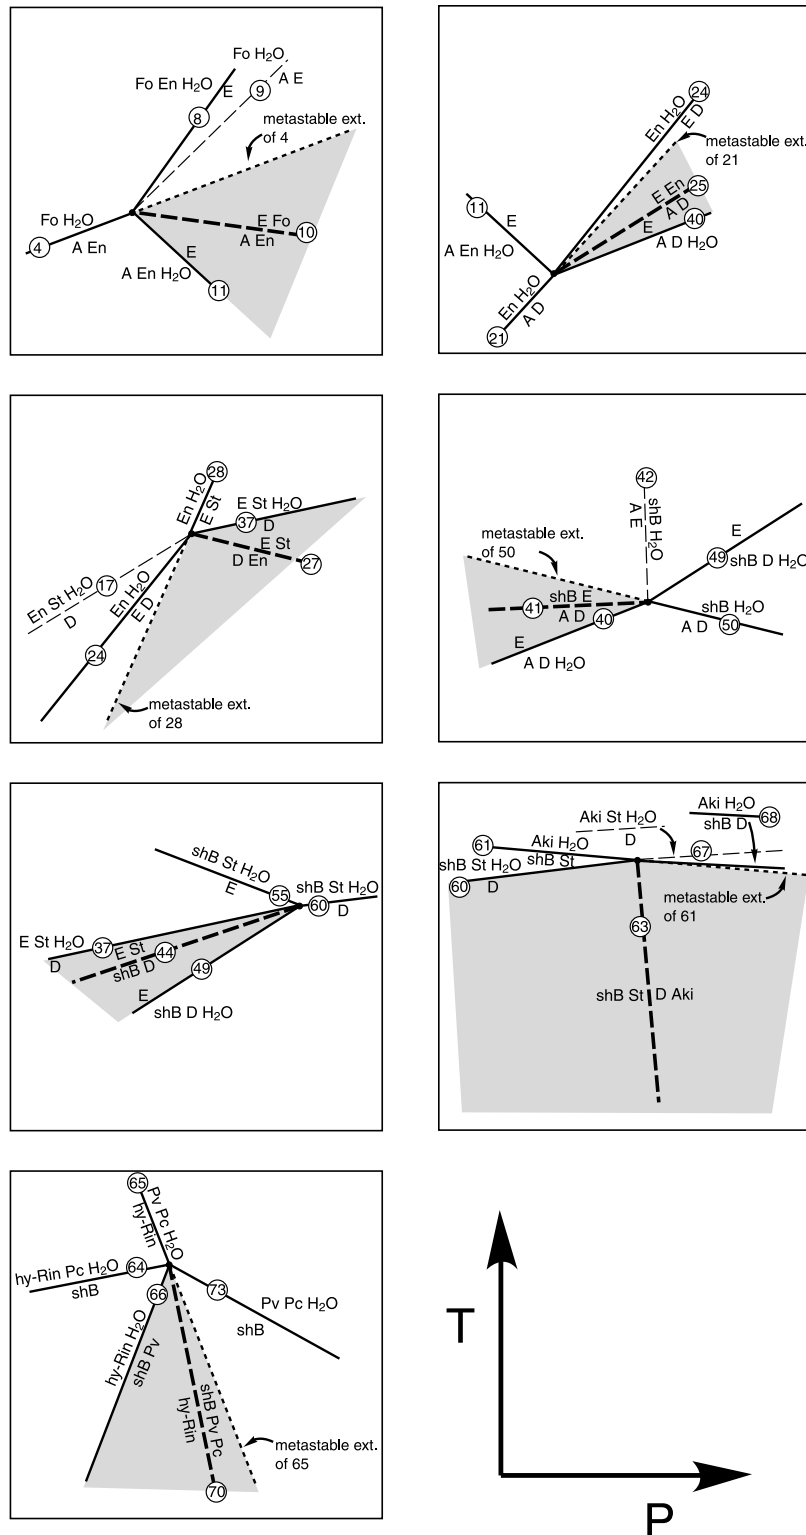 Fo H₂O
A E
9
Fo En H₂O
E
8
metastable ext.
of 4
Fo H₂O
A En
4
E Fo
A En
10
E
A En H₂O
11
24
En H₂O
E D
metastable ext.
of 21
E En
A D
25
11
E
A En H₂O
E
A D H₂O
40
En H₂O
A D
21
28
En H₂O
E St
E St H₂O
D
37
E St
D En
27
En St H₂O
D
17
En H₂O
E D
24
metastable ext.
of 28
42
shB H₂O
A E
metastable ext.
of 50
E
49
shB D H₂O
shB E
A D
41
40
E
A D H₂O
shB H₂O
A D
50
shB St H₂O
E
55
shB St H₂O
60
D
E St H₂O
D
37
E St
shB D
44
49
E
shB D H₂O
Aki H₂O
shB D
68
Aki St H₂O
D
67
61
Aki H₂O
shB St
shB St H₂O
60
D
metastable ext.
of 61
63
shB St
D Aki
65
Pv Pc H₂O
hy-Rin
hy-Rin Pc H₂O
shB
64
66
hy-Rin H₂O
shB Pv
73
Pv Pc H₂O
shB
shB Pv Pc
hy-Rin
metastable ext.
of 65
70
T
P